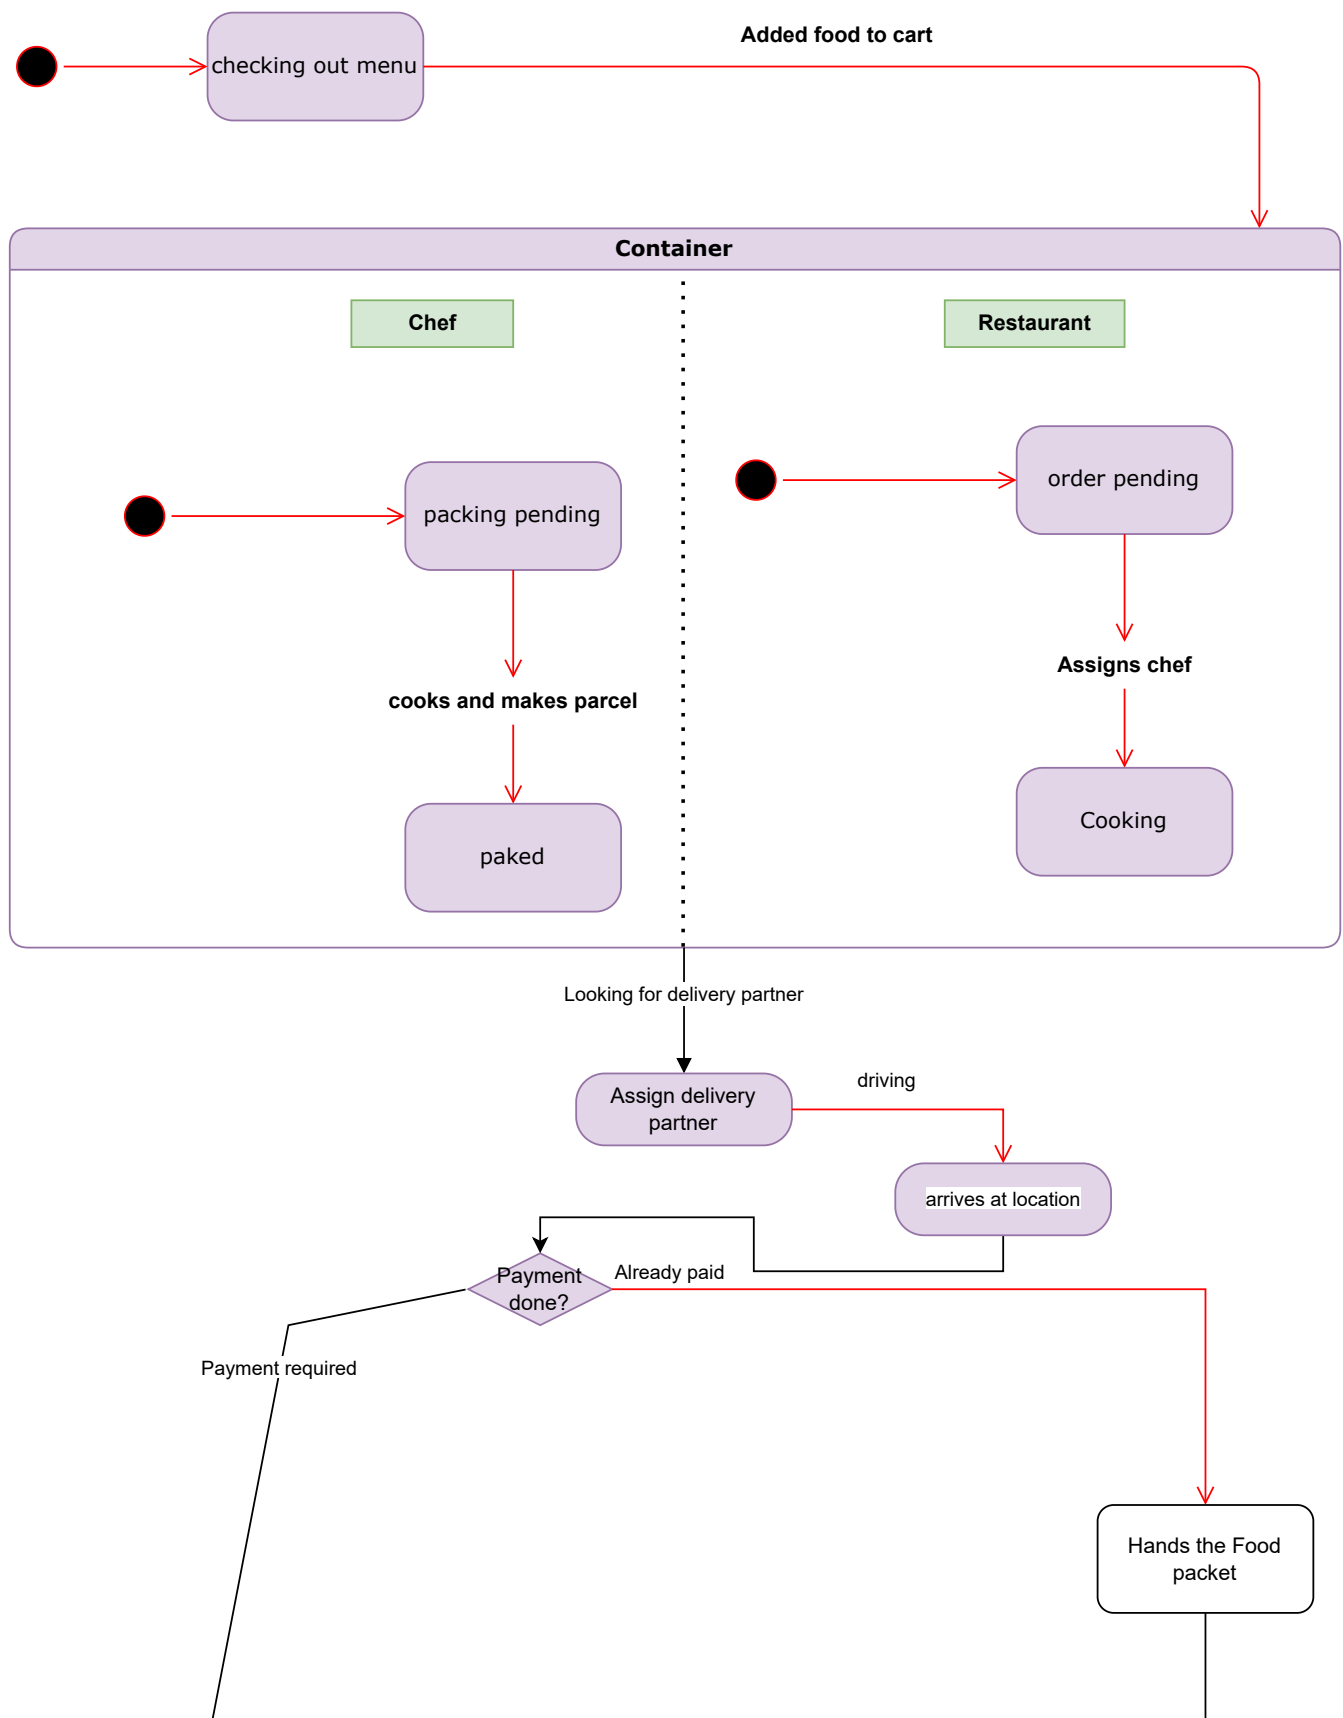 Added food to cart
checking out menu
Container
Chef
Restaurant
order pending
packing pending
Assigns chef
cooks and makes parcel
Cooking
paked
Looking for delivery partner
driving
Assign delivery
partner
arrives at location
Payment
done?
Already paid
Payment required
Hands the Food
packet